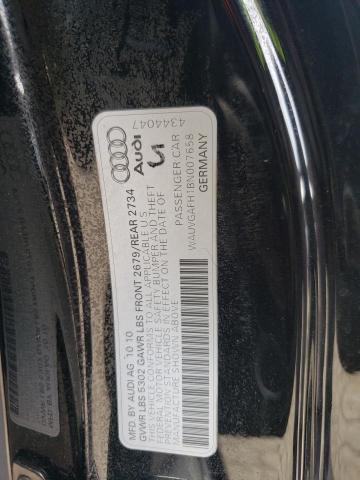 MFD. BY AUDI AG 10 10
GVWR LBS 5302 GAWR LBS FRONT 2679/REAR 2734
THIS VEHICLE CONFORMS TO ALL APPLICABLE U.S.
FEDERAL MOTOR VEHICLE SAFETY BUMPER AND THEFT
PREVENTION STANDARDS IN EFFECT ON THE DATE OF
MANUFACTURE SHOWN ABOVE
Audi
4344047
PASSENGER CAR
WAUVGAFH1BN007658
GERMANY